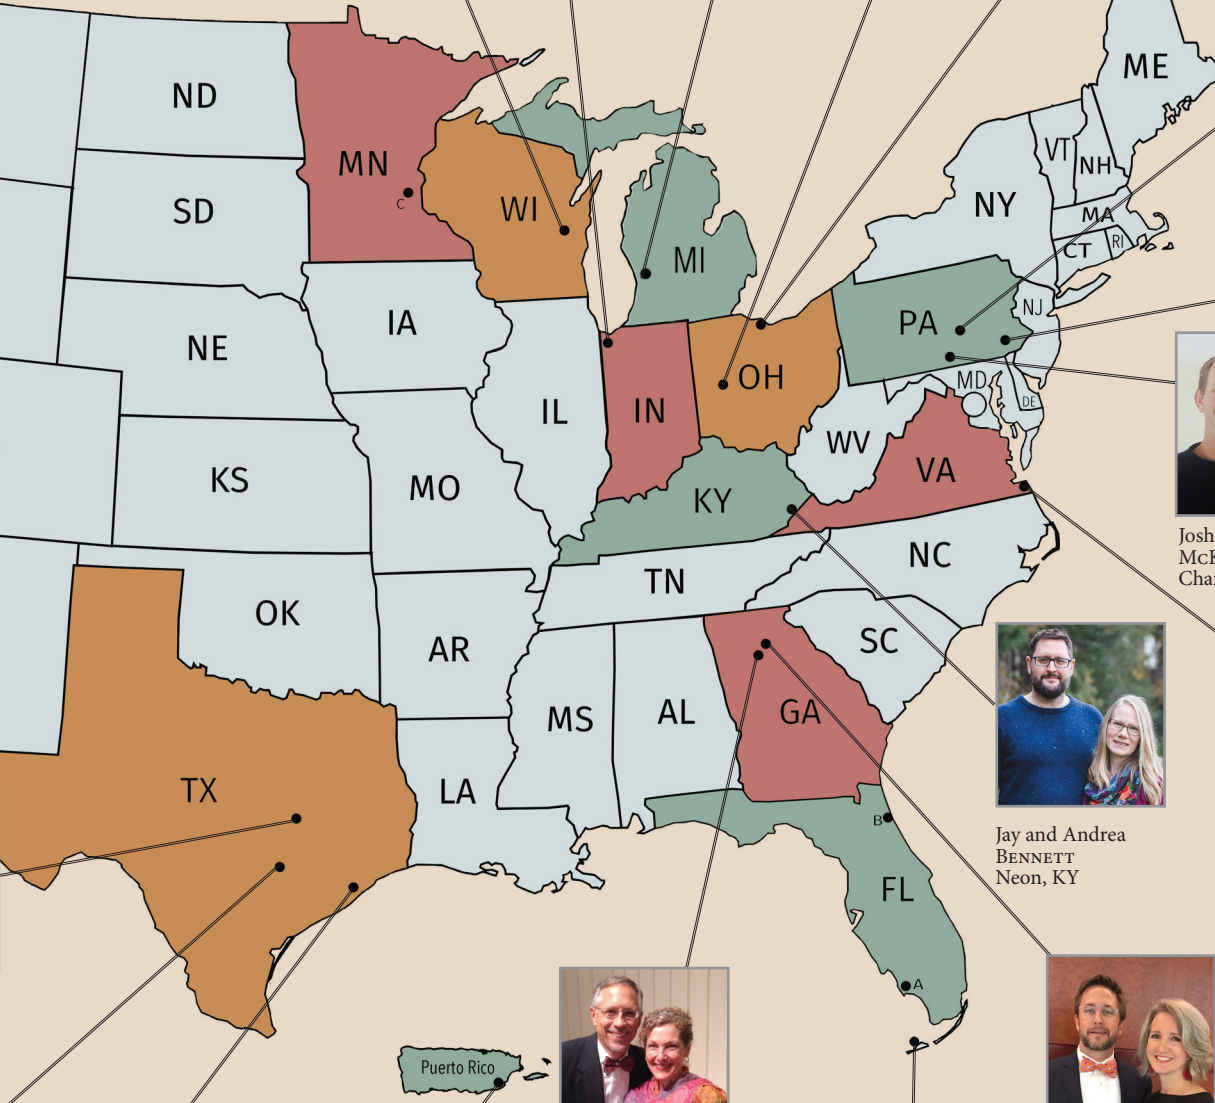 ME
ND
VT
MN
NH
C
SD
WI
NY
MA
CT
RI
MI
NJ
IA
PA
NE
OH
MD
DE
IL
IN
WV
KS
MO
KY
VA
Josh
NC
TN
OK
AR
SC
MS
AL
GA
TX
LA
B
Jay and Andrea
BENNETT
Neon, KY
FL
A
Puerto Rico